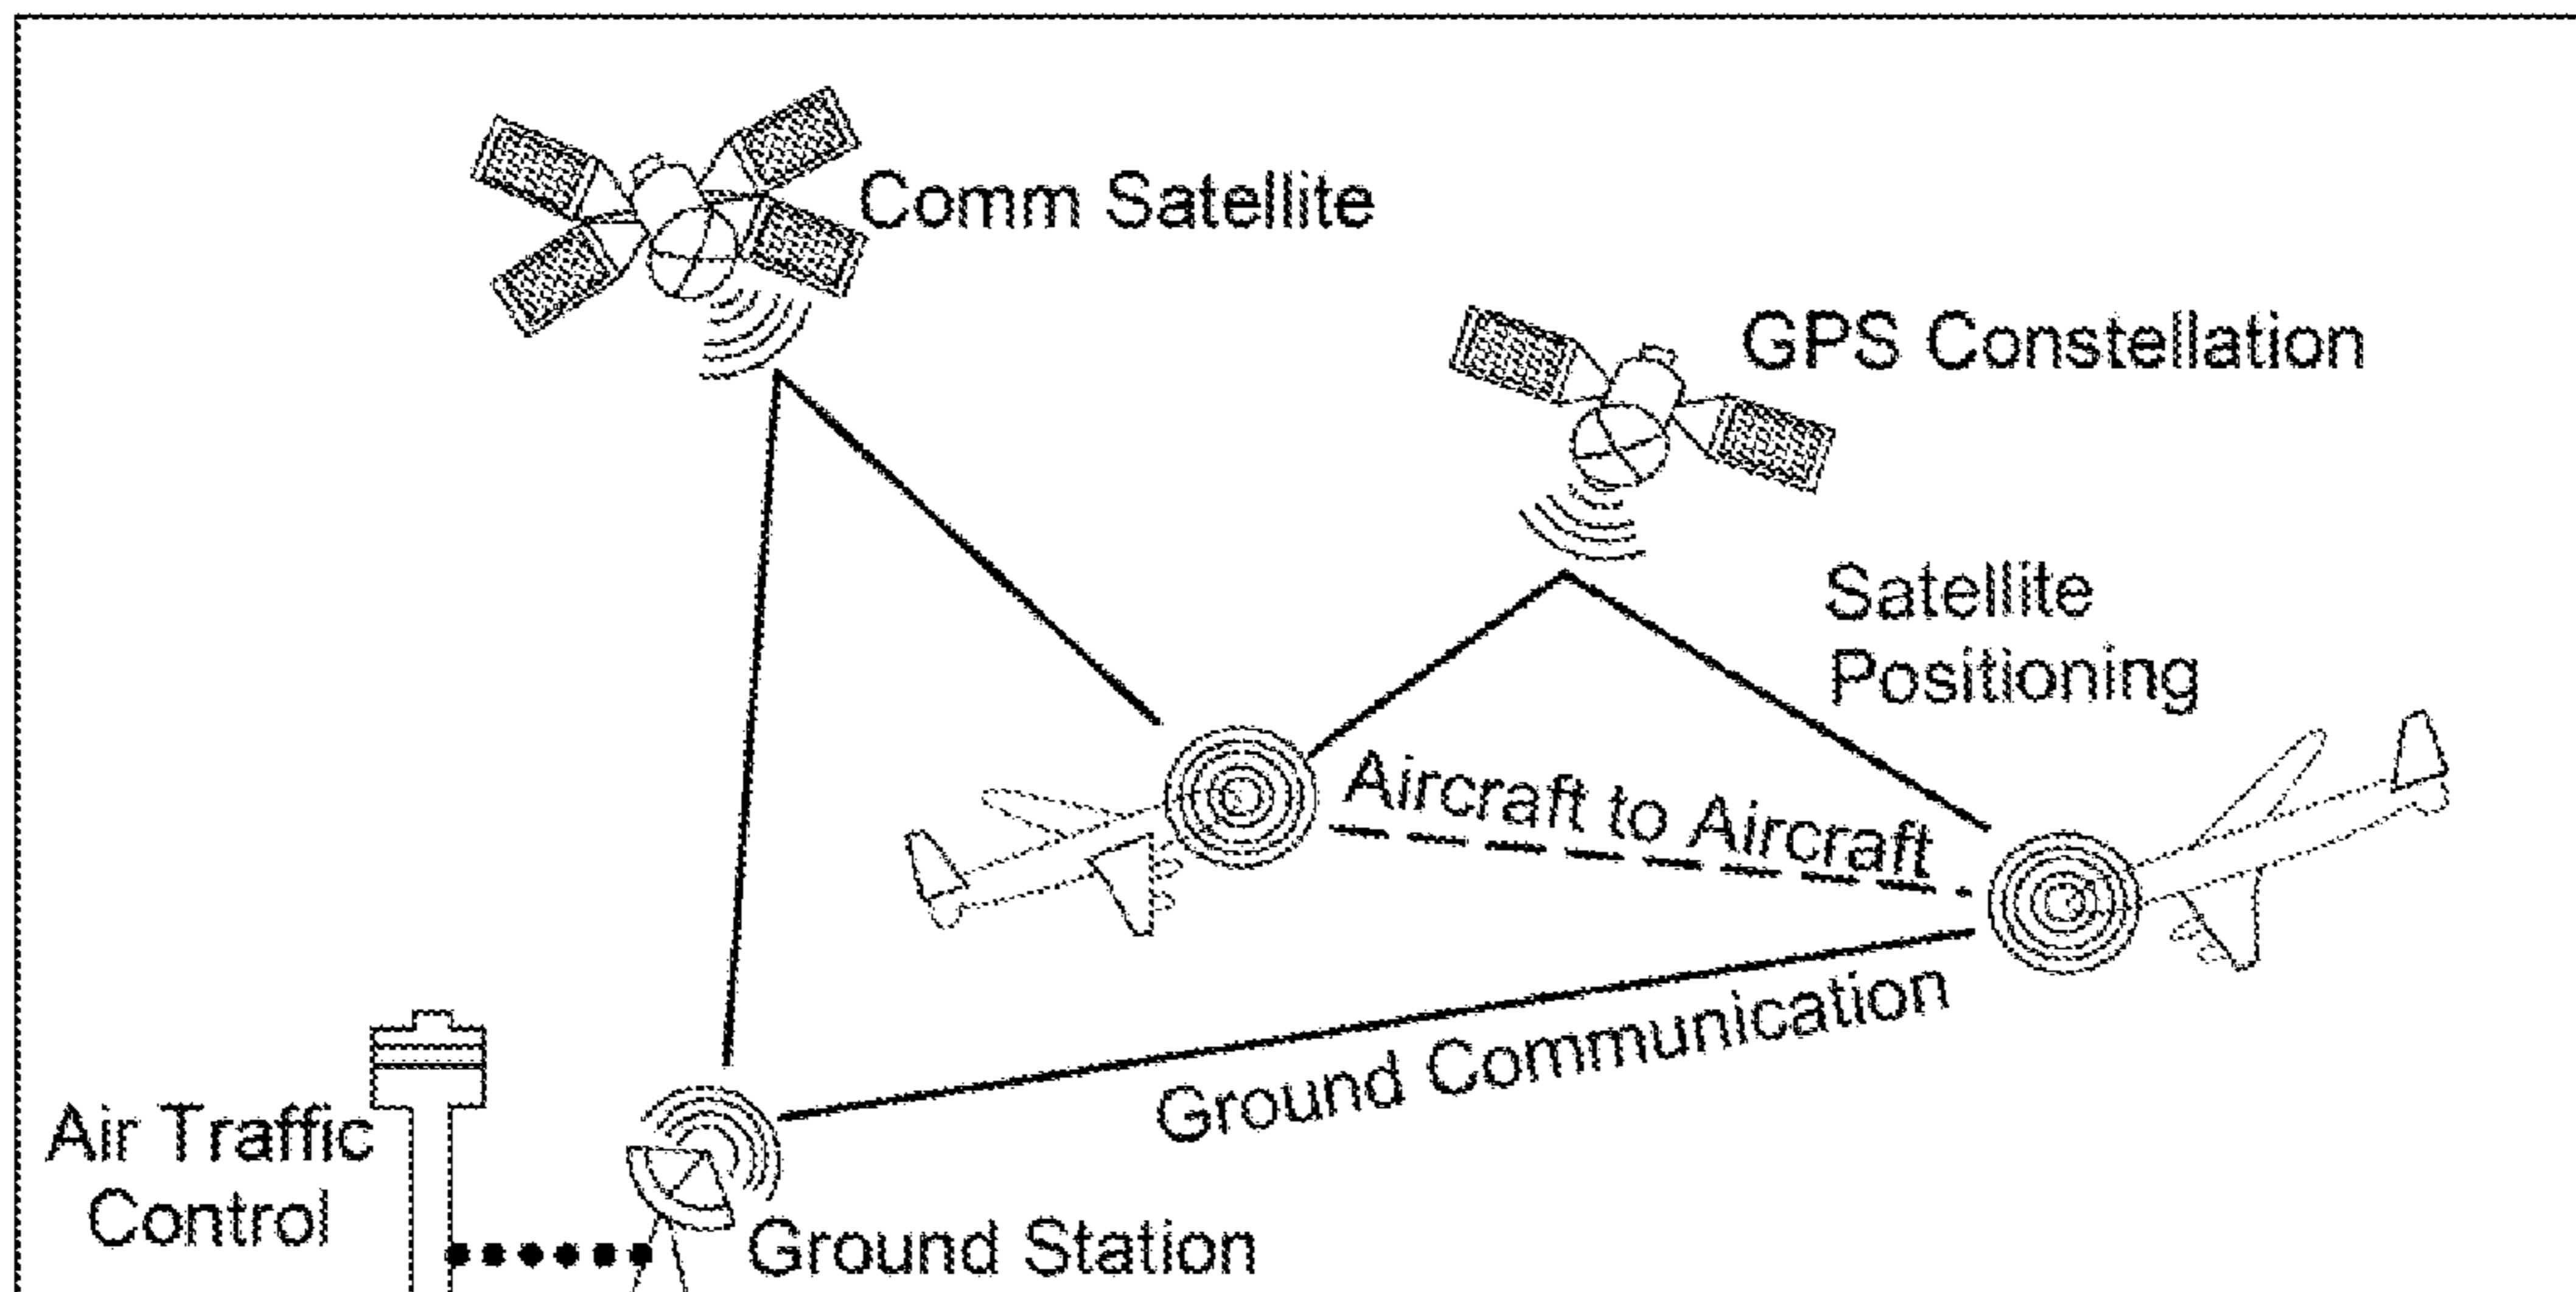 Comm Satellite
GPS Constellation
Satellite
Positioning
Aircraft to Aircraft
Ground Communication
Air Traffic
Control
Ground Station